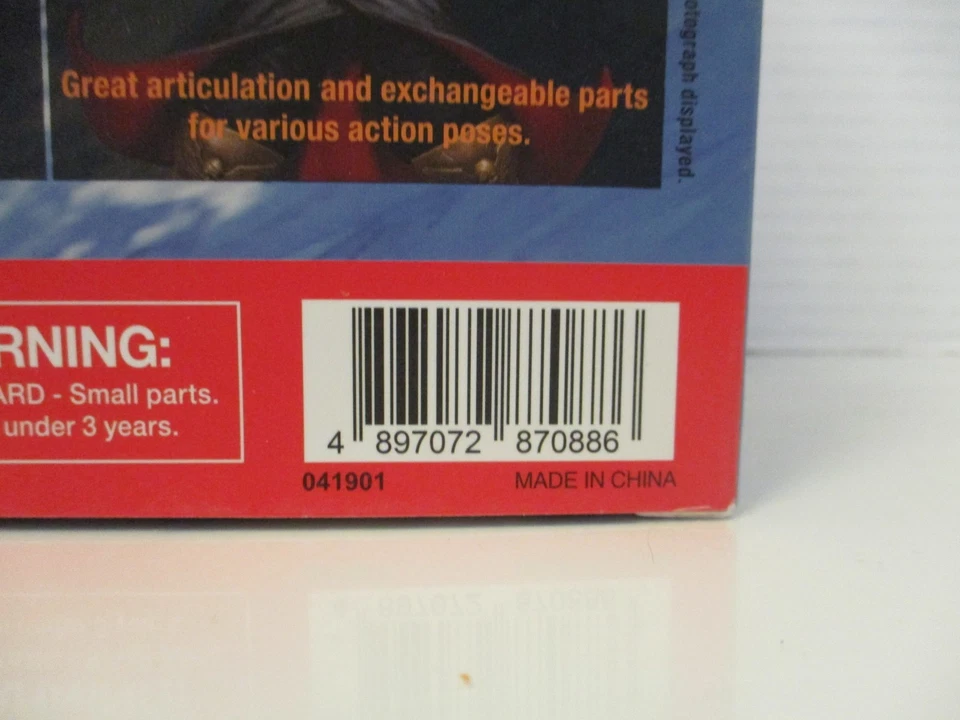 Great articulation and exchangeable parts
for various action poses.
otograph displayed.
RNING:
ARD - Small parts.
under 3 years.
4 897072 870886
041901
MADE IN CHINA